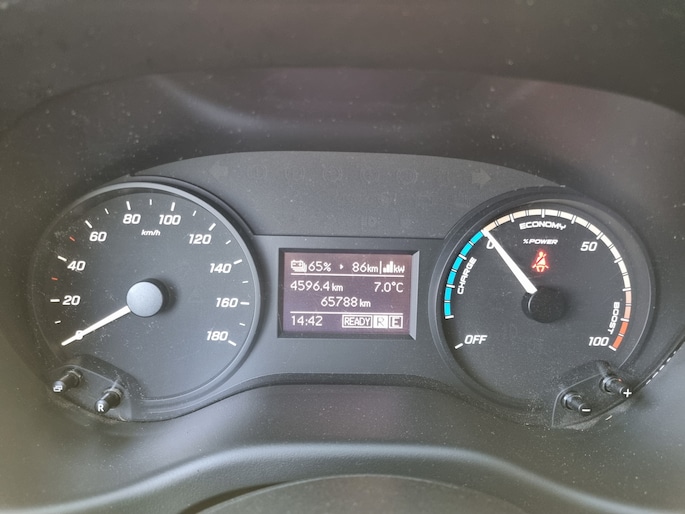 20
40
60
80
100
120
140
160
180
km/h
R
65% 86km kW
4596.4 km 7.0°C
65788 km
14:42 READY R E
OFF
CHARGE
0
ECONOMY
%POWER
50
BOOST
100
- +